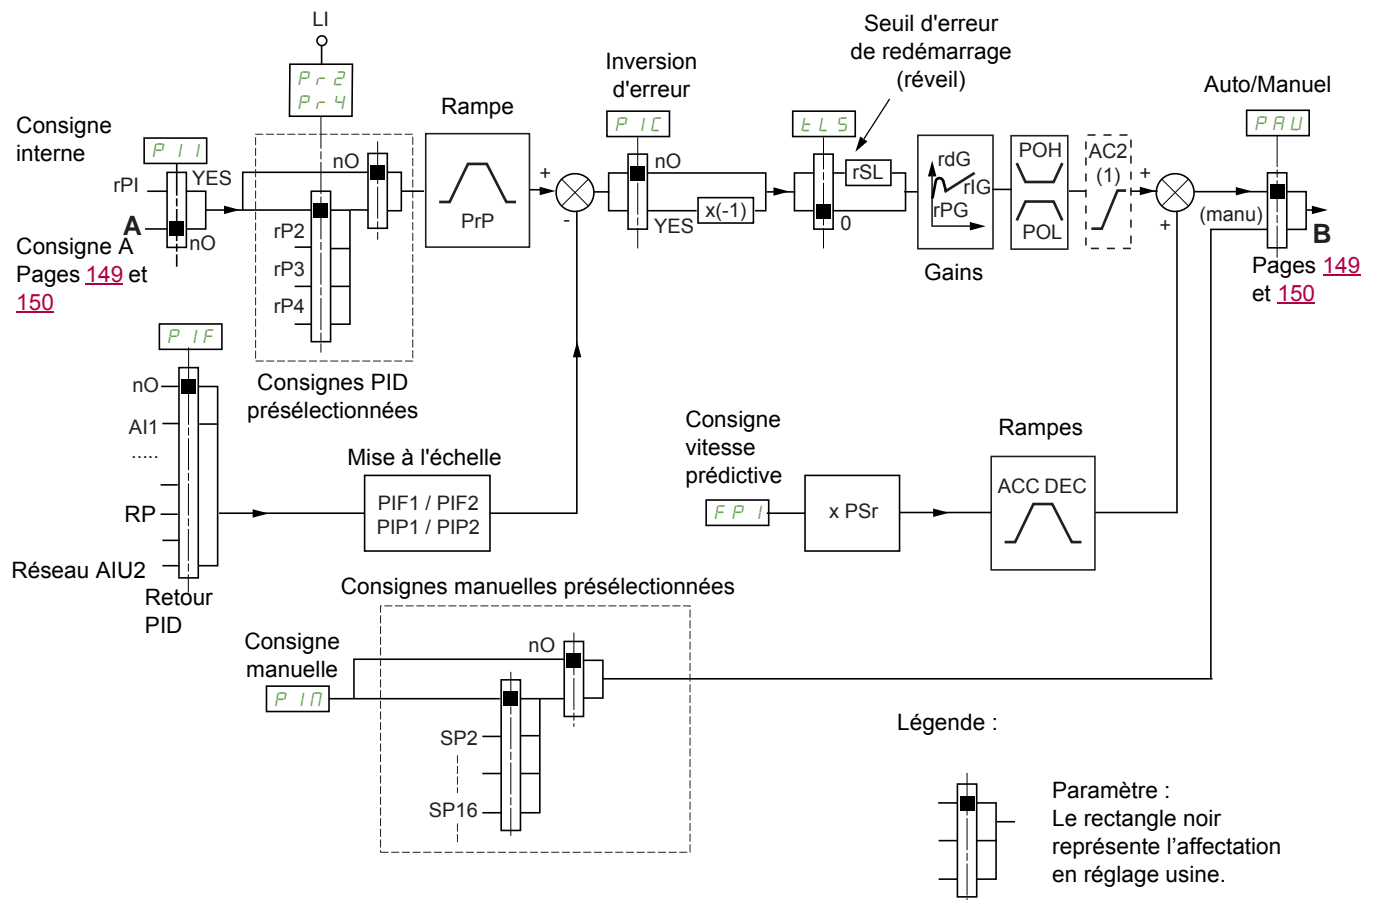 LI
Pr2
Pr4
Consigne
interne
PII
rPI
YES
A
nO
Consigne A
Pages 149 et
150
nO
rP2
rP3
rP4
Consignes PID
présélectionnées
Rampe
PrP
+
-
Inversion
d'erreur
PIC
nO
YES
x(-1)
Seuil d'erreur
de redémarrage
(réveil)
tLS
rSL
0
rdG
rIG
rPG
Gains
POH
POL
AC2
(1)
+
+
Auto/Manuel
PAU
(manu)
B
Pages 149
et 150
PIF
nO
AI1
.....
RP
Réseau AIU2
Retour
PID
Mise à l'échelle
PIF1 / PIF2
PIP1 / PIP2
Consigne
vitesse
prédictive
FPI
x PSr
Rampes
ACC DEC
Consignes manuelles présélectionnées
Consigne
manuelle
PIM
nO
SP2
SP16
Légende :
Paramètre :
Le rectangle noir
représente l’affectation
en réglage usine.